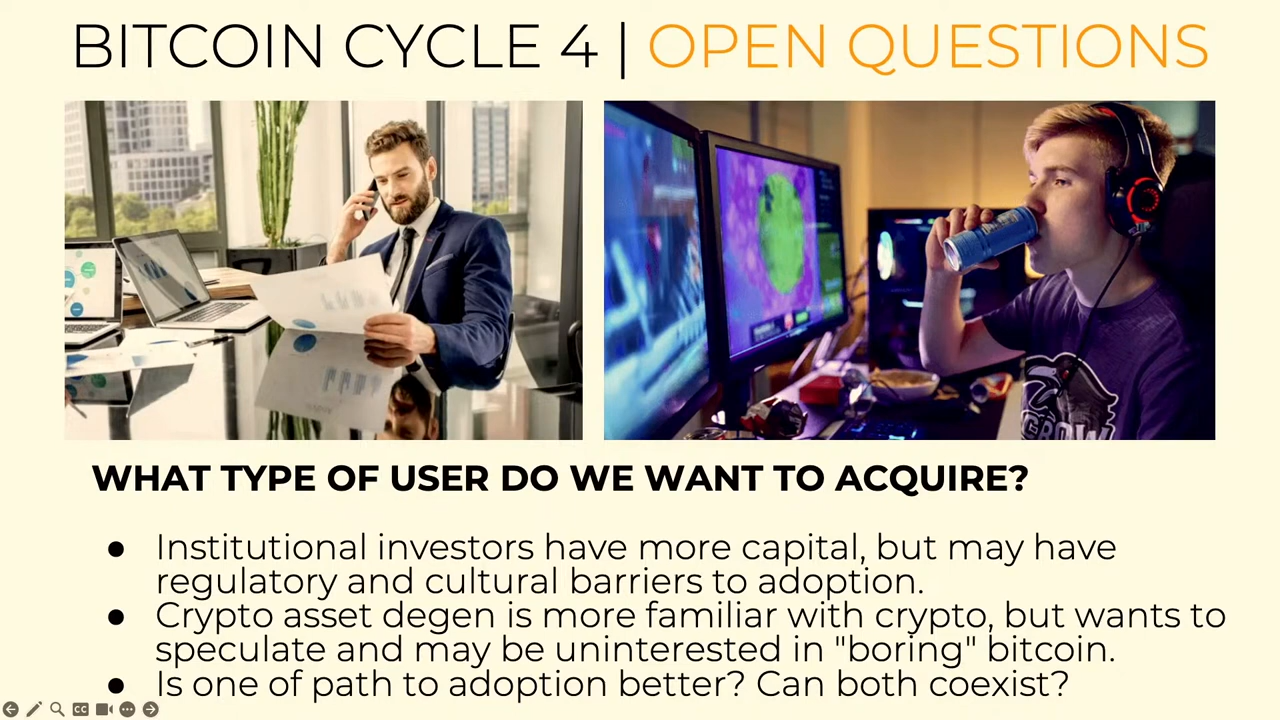 BITCOIN CYCLE 4 | OPEN QUESTIONS
WHAT TYPE OF USER DO WE WANT TO ACQUIRE?
● Institutional investors have more capital, but may have
regulatory and cultural barriers to adoption.
● Crypto asset degen is more familiar with crypto, but wants to
speculate and may be uninterested in "boring" bitcoin.
● Is one of path to adoption better? Can both coexist?
CC